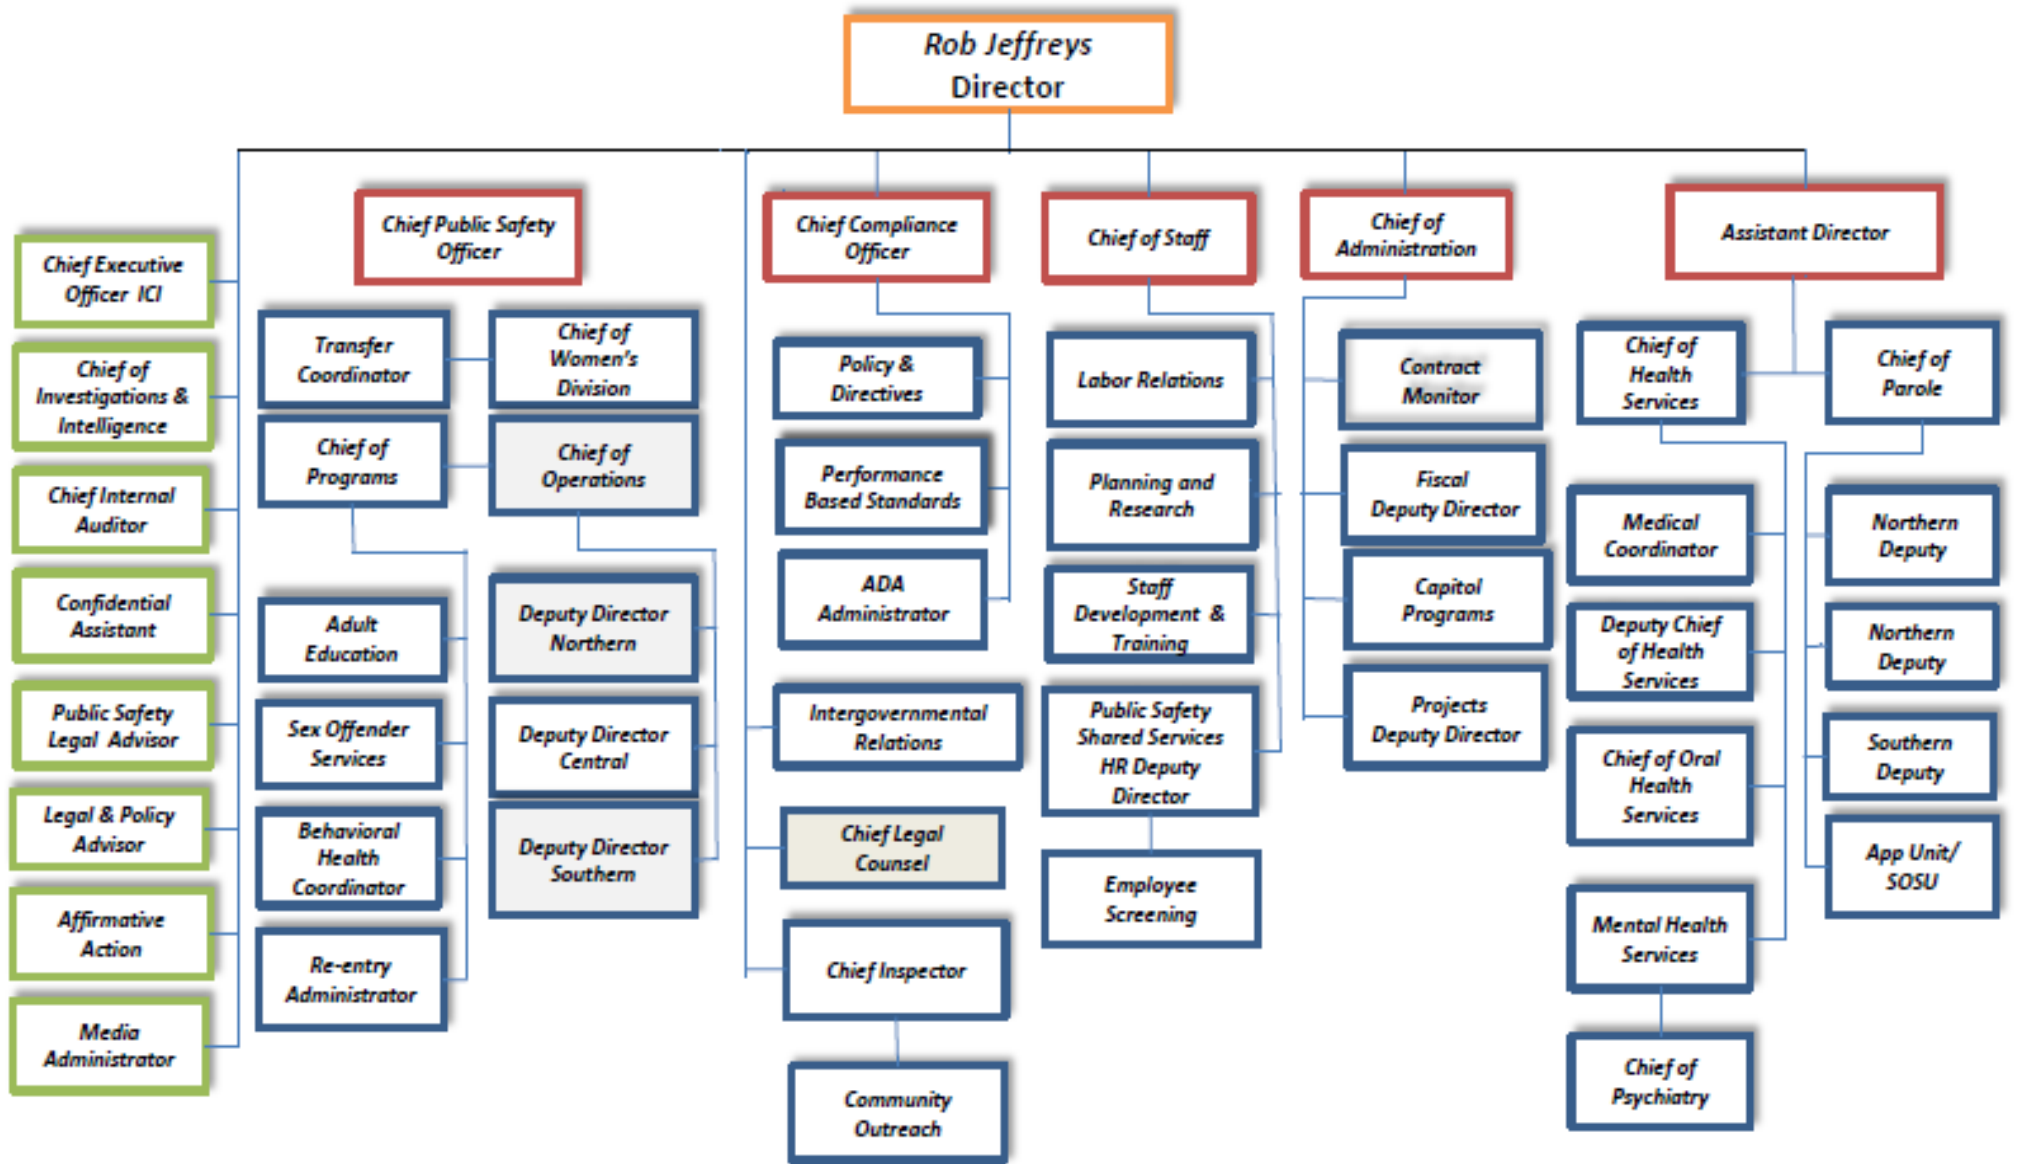 Rob Jeffreys
Director
Chief Public Safety
Officer
Chief Compliance
Officer
Chief of Staff
Chief of
Administration
Assistant Director
Chief Executive
Officer ICI
Chief of
Investigations &
Intelligence
Chief Internal
Auditor
Confidential
Assistant
Public Safety
Legal Advisor
Legal & Policy
Advisor
Affirmative
Action
Media
Administrator
Transfer
Coordinator
Chief of
Women's
Division
Chief of
Programs
Chief of
Operations
Adult
Education
Sex Offender
Services
Behavioral
Health
Coordinator
Re-entry
Administrator
Deputy Director
Northern
Deputy Director
Central
Deputy Director
Southern
Policy &
Directives
Performance
Based Standards
ADA
Administrator
Intergovernmental
Relations
Chief Legal
Counsel
Chief Inspector
Community
Outreach
Labor Relations
Planning and
Research
Staff
Development &
Training
Public Safety
Shared Services
HR Deputy
Director
Employee
Screening
Contract
Monitor
Fiscal
Deputy Director
Capitol
Programs
Projects
Deputy Director
Chief of
Health
Services
Medical
Coordinator
Deputy Chief
of Health
Services
Chief of Oral
Health
Services
Mental Health
Services
Chief of
Psychiatry
Chief of
Parole
Northern
Deputy
Northern
Deputy
Southern
Deputy
App Unit/
SOSU